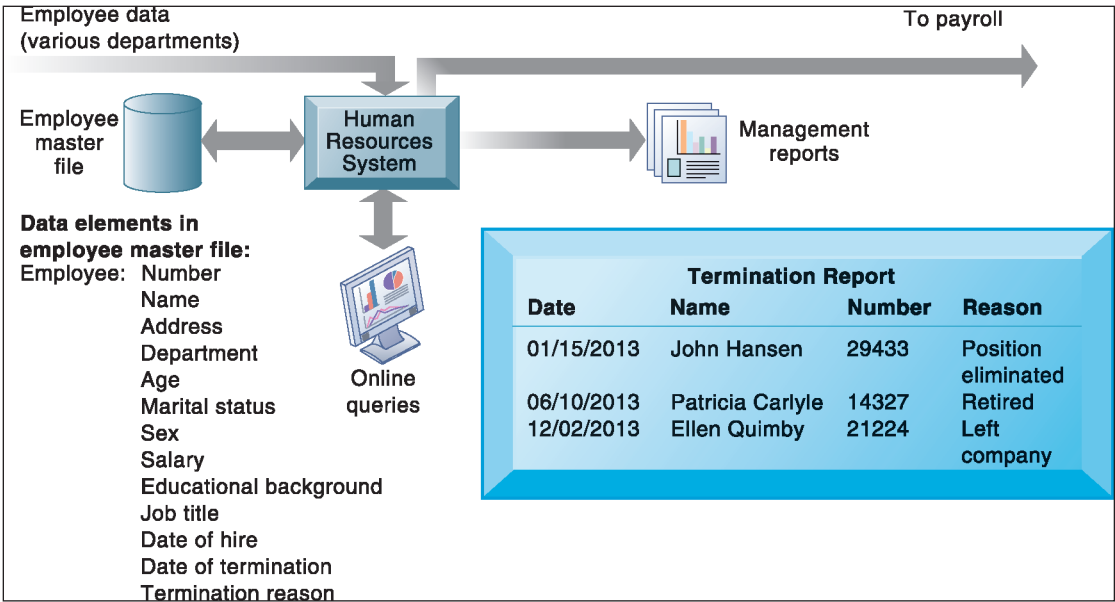 Employee data
(various departments)
To payroll
Employee
master
file
Human
Resources
System
Management
reports
Data elements in
employee master file:
Employee: Number
Name
Address
Department
Age
Marital status
Sex
Salary
Educational background
Job title
Date of hire
Date of termination
Termination reason
Online
queries
Termination Report
Date Name Number Reason
01/15/2013 John Hansen 29433 Position
eliminated
06/10/2013 Patricia Carlyle 14327 Retired
12/02/2013 Ellen Quimby 21224 Left
company